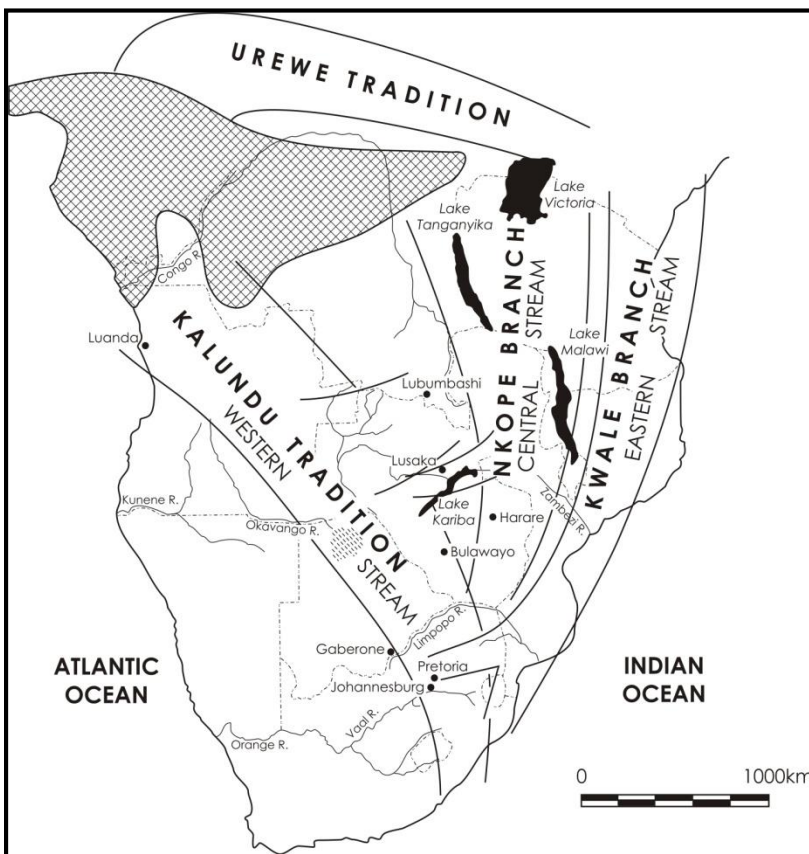 UREWE TRADITION
Lake
Victoria
Lake
Tanganyika
NKOPE BRANCH
CENTRAL STREAM
KWALE BRANCH
EASTERN STREAM
Congo R.
KALUNDU TRADITION
WESTERN STREAM
Luanda
Lubumbashi
Lake
Malawi
Lusaka
Lake
Kariba
Harare
Zambezi R.
Kunene R.
Okavango R.
Bulawayo
Limpopo R.
Gaberone
Pretoria
Johannesburg
Vaal R.
Orange R.
ATLANTIC
OCEAN
INDIAN
OCEAN
0 1000km